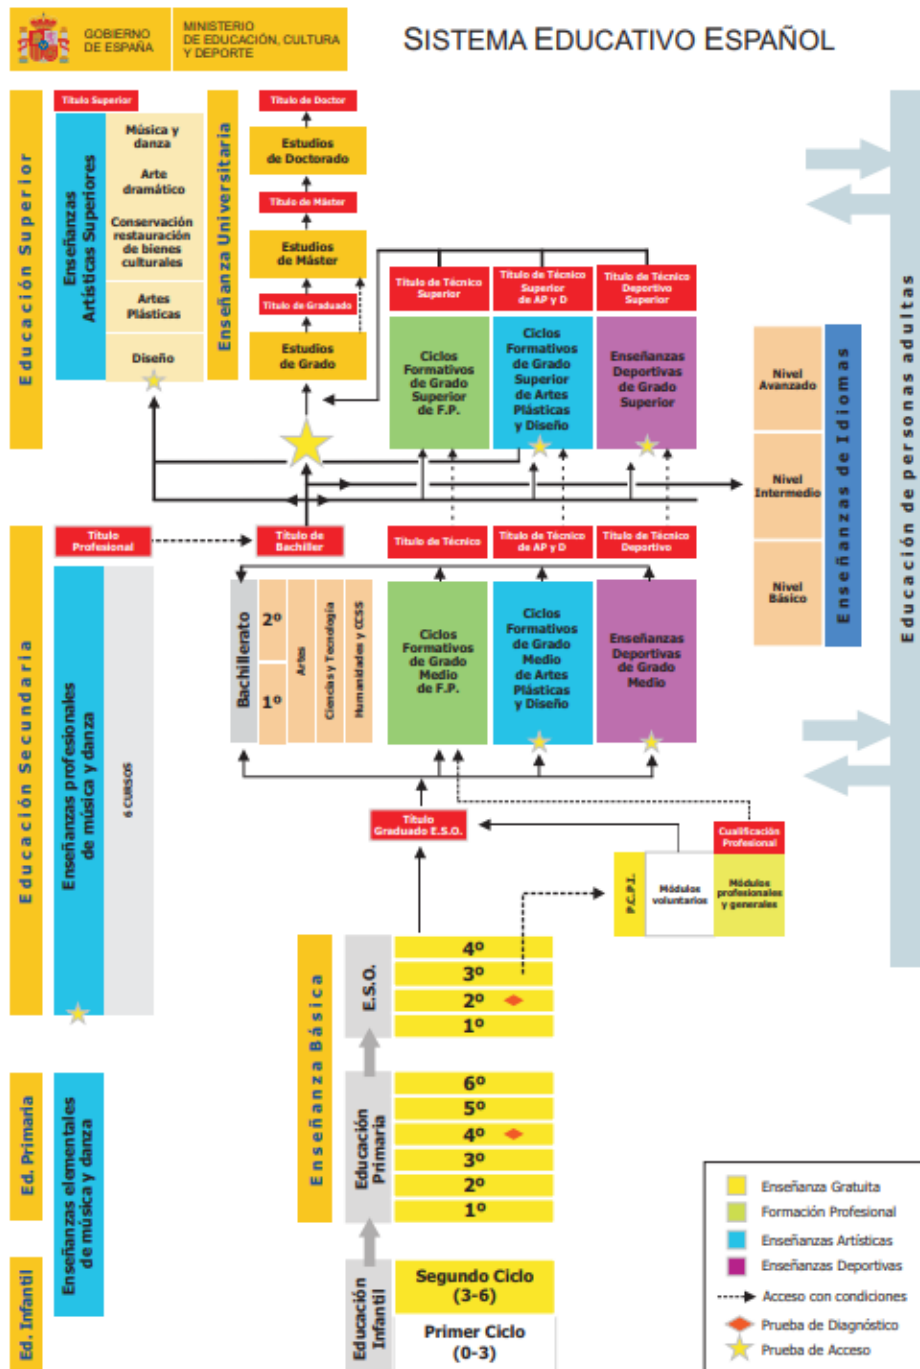 GOBIERNO
DE ESPAÑA
MINISTERIO
DE EDUCACIÓN, CULTURA
Y DEPORTE
SISTEMA EDUCATIVO ESPAÑOL
Educación Superior
Título Superior
Enseñanzas
Artísticas Superiores
Música y
danza
Arte
dramático
Conservación
restauración
de bienes
culturales
Artes
Plásticas
Diseño
Enseñanza Universitaria
Título de Doctor
Estudios
de Doctorado
Título de Máster
Estudios
de Máster
Título de Graduado
Estudios
de Grado
Título de Técnico
Superior
Ciclos
Formativos
de Grado
Superior
de F.P.
Título de Técnico
Superior
de AP y D
Ciclos
Formativos
de Grado
Superior
de Artes
Plásticas
y Diseño
Título de Técnico
Deportivo
Superior
Enseñanzas
Deportivas
de Grado
Superior
Nivel
Avanzado
Nivel
Intermedio
Nivel
Básico
Enseñanzas de Idiomas
Educación de personas adultas
Educación Secundaria
Título
Profesional
Enseñanzas profesionales
de música y danza
6 CURSOS
Título de
Bachiller
Bachillerato
2º
1º
Artes
Ciencias y Tecnología
Humanidades y CCSS
Título de Técnico
Ciclos
Formativos
de Grado
Medio
de F.P.
Título de Técnico
de AP y D
Ciclos
Formativos
de Grado
Medio
de Artes
Plásticas
y Diseño
Título de Técnico
Deportivo
Enseñanzas
Deportivas
de Grado
Medio
Título
Graduado E.S.O.
Cualificación
Profesional
P.C.P.I.
Módulos
voluntarios
Módulos
profesionales
y generales
Enseñanza Básica
E.S.O.
4º
3º
2º
1º
Educación
Primaria
6º
5º
4º
3º
2º
1º
Ed. Primaria
Enseñanzas elementales
de música y danza
Ed. Infantil
Educación
Infantil
Segundo Ciclo
(3-6)
Primer Ciclo
(0-3)
Enseñanza Gratuita
Formación Profesional
Enseñanzas Artísticas
Enseñanzas Deportivas
Acceso con condiciones
Prueba de Diagnóstico
Prueba de Acceso